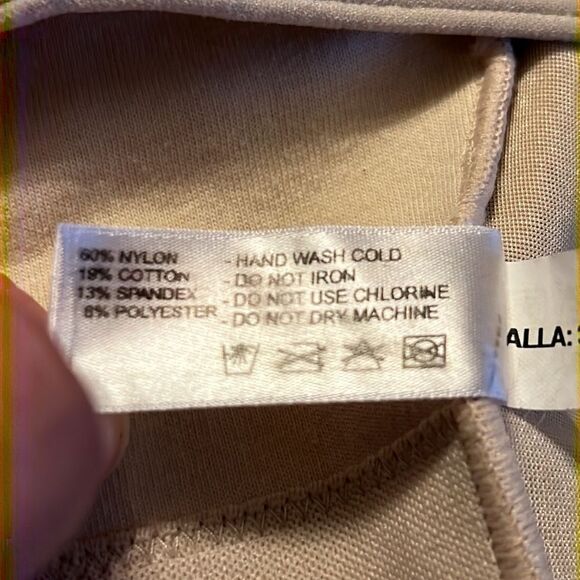 60% NYLON - HAND WASH COLD
19% COTTON - DO NOT IRON
13% SPANDEX - DO NOT USE CHLORINE
8% POLYESTER - DO NOT DRY MACHINE
ALLA: